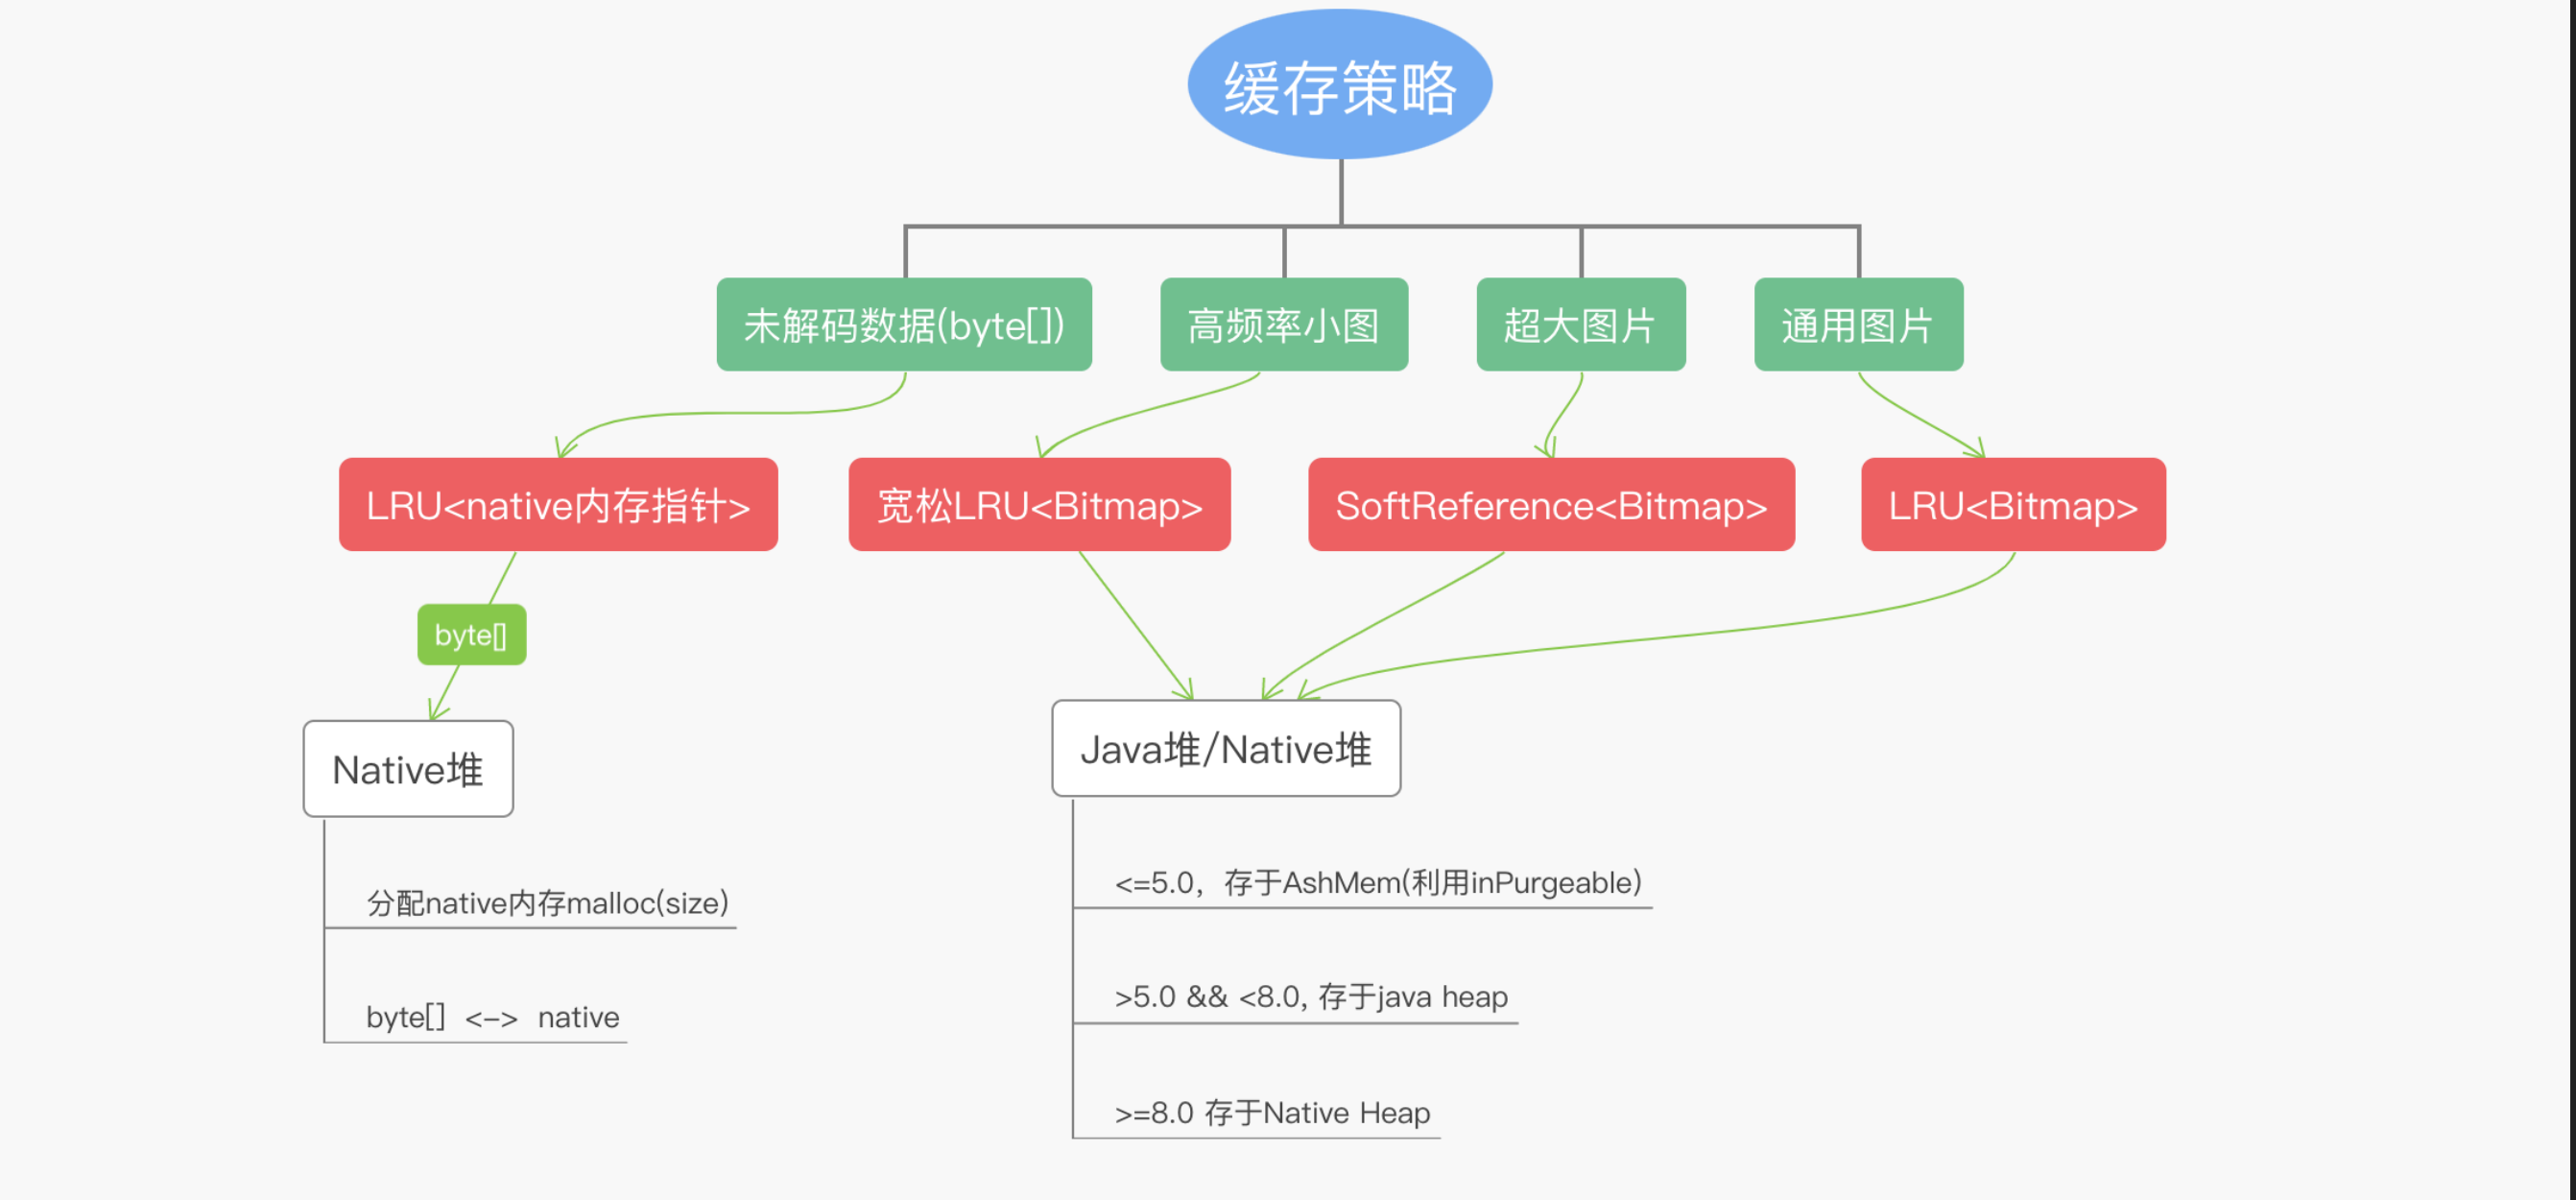 缓存策略
未解码数据(byte[])
高频率小图
超大图片
通用图片
LRU<native内存指针>
宽松LRU<Bitmap>
SoftReference<Bitmap>
LRU<Bitmap>
byte[]
Native堆
Java堆/Native堆
分配native内存malloc(size)
byte[]  <->  native
<=5.0，存于AshMem(利用inPurgeable)
>5.0 && <8.0, 存于java heap
>=8.0 存于Native Heap